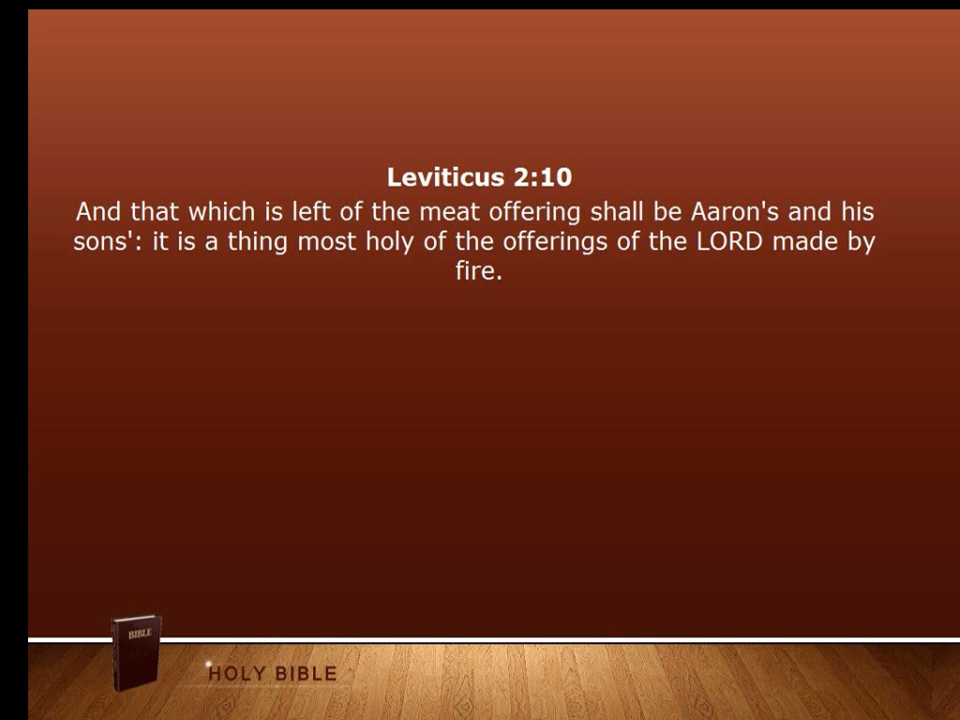 Leviticus 2:10
And that which is left of the meat offering shall be Aaron's and his
sons': it is a thing most holy of the offerings of the LORD made by
fire.
BIBLE
HOLY BIBLE